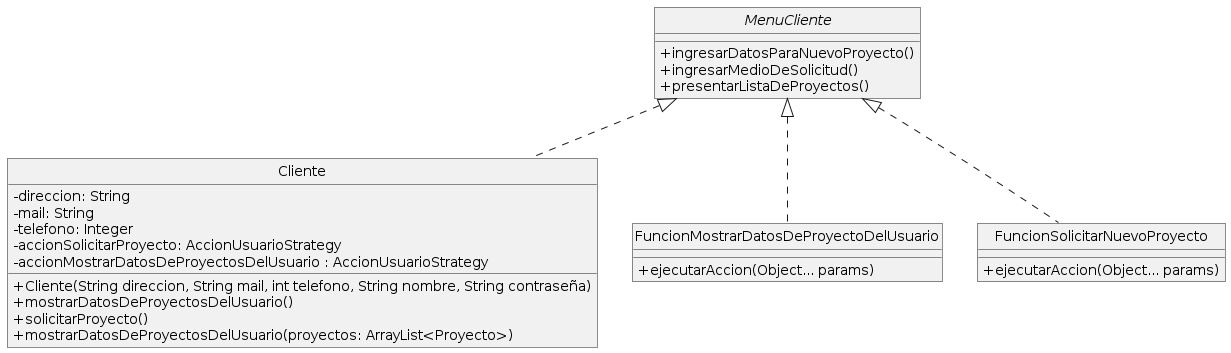 MenuCliente
+ingresarDatosParaNuevoProyecto()
+ingresarMedioDeSolicitud()
+presentarListaDeProyectos()
Cliente
-direccion: String
-mail: String
-telefono: Integer
-accionSolicitarProyecto: AccionUsuarioStrategy
-accionMostrarDatosDeProyectosDelUsuario : AccionUsuarioStrategy
+Cliente(String direccion, String mail, int telefono, String nombre, String contraseña)
+mostrarDatosDeProyectosDelUsuario()
+solicitarProyecto()
+mostrarDatosDeProyectosDelUsuario(proyectos: ArrayList<Proyecto>)
FuncionMostrarDatosDeProyectoDelUsuario
+ejecutarAccion(Object... params)
FuncionSolicitarNuevoProyecto
+ejecutarAccion(Object... params)